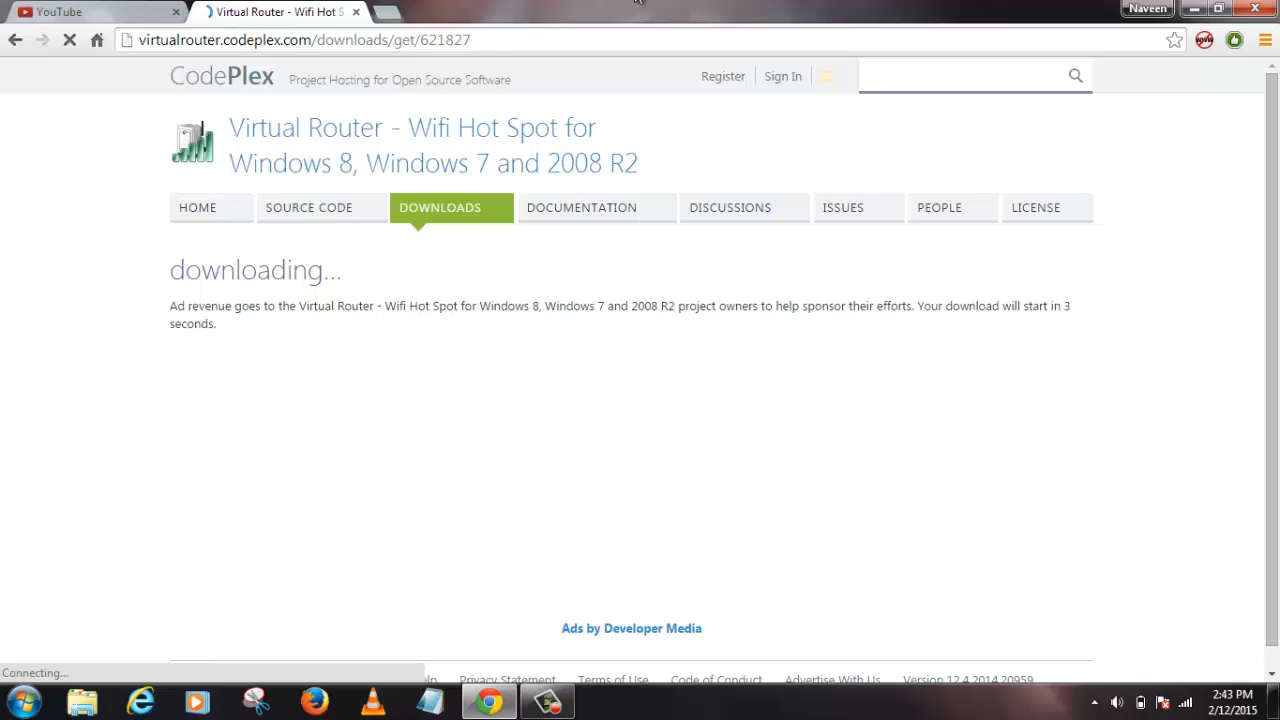 YouTube
Virtual Router - Wifi Hot S
Naveen
virtualrouter.codeplex.com/downloads/get/621827
CodePlex Project Hosting for Open Source Software
Register Sign In
Virtual Router - Wifi Hot Spot for
Windows 8, Windows 7 and 2008 R2
HOME SOURCE CODE DOWNLOADS DOCUMENTATION DISCUSSIONS ISSUES PEOPLE LICENSE
downloading...
Ad revenue goes to the Virtual Router - Wifi Hot Spot for Windows 8, Windows 7 and 2008 R2 project owners to help sponsor their efforts. Your download will start in 3
seconds.
Ads by Developer Media
Connecting...
Privacy Statement Terms of Use Code of Conduct Advertise With Us Version 12.4.2014.20959
2:43 PM
2/12/2015